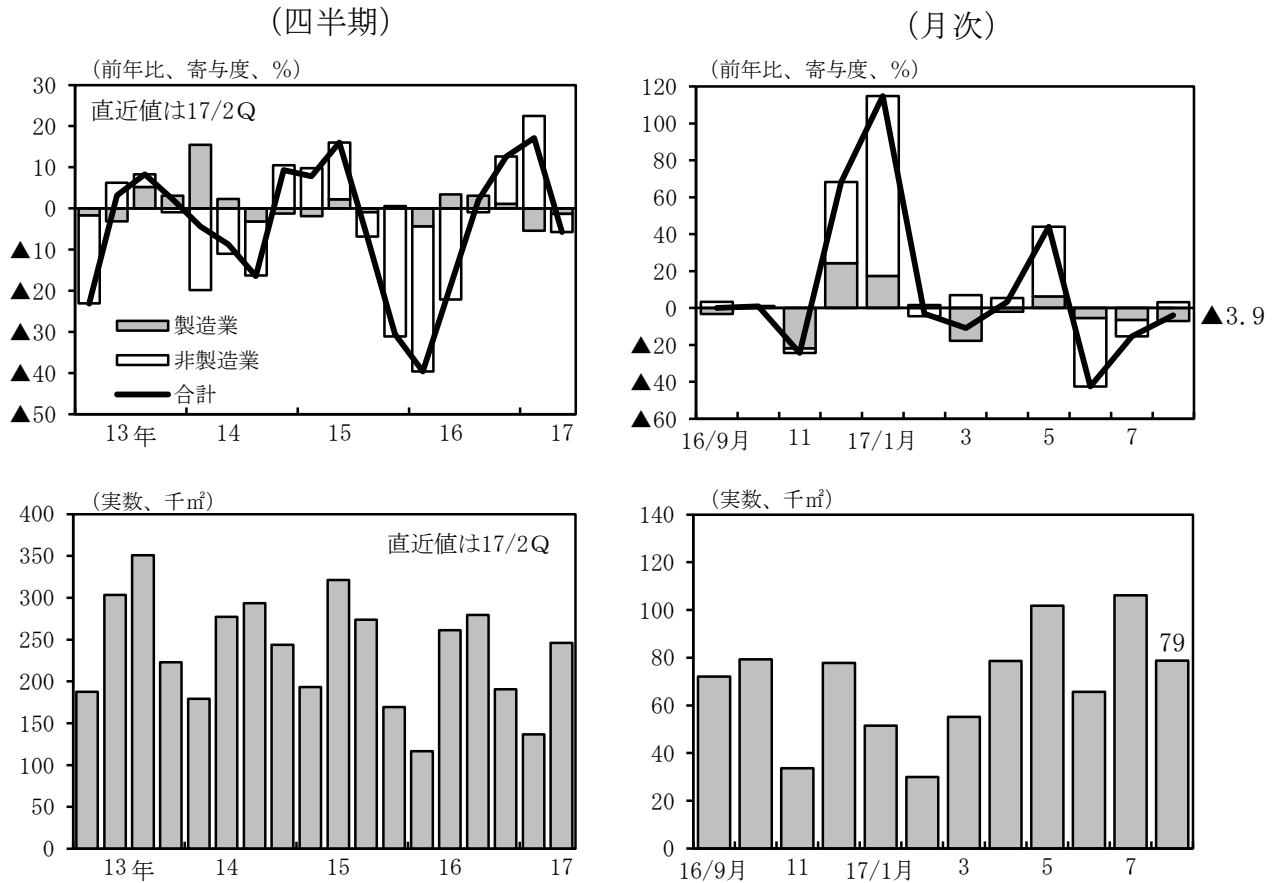 (四半期)
(前年比、寄与度、%)
直近値は17/2Q
30
20
10
0
▲10
▲20
▲30
▲40
▲50
製造業
非製造業
合計
13年 14 15 16 17
(月次)
(前年比、寄与度、%)
120
100
80
60
40
20
0
▲20
▲40
▲60
▲3.9
16/9月 11 17/1月 3 5 7
(実数、千㎡)
直近値は17/2Q
400
350
300
250
200
150
100
50
0
13年 14 15 16 17
(実数、千㎡)
140
120
100
80
60
40
20
0
79
16/9月 11 17/1月 3 5 7